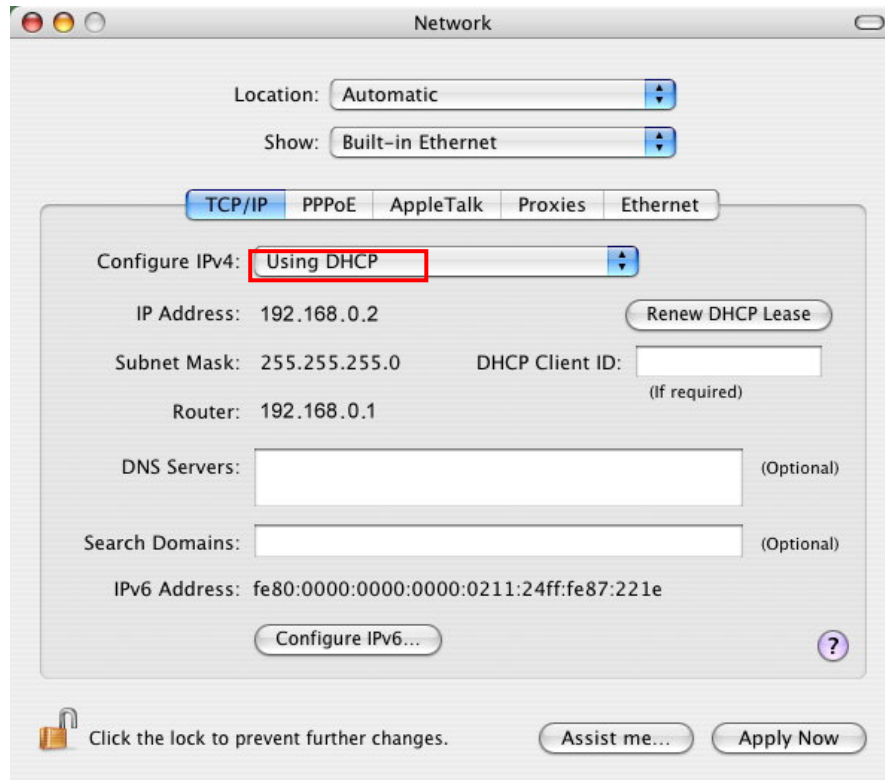 Network
Location: Automatic
Show: Built-in Ethernet
TCP/IP PPPoE AppleTalk Proxies Ethernet
Configure IPv4: Using DHCP
IP Address: 192.168.0.2 Renew DHCP Lease
Subnet Mask: 255.255.255.0 DHCP Client ID:
(If required)
Router: 192.168.0.1
DNS Servers: (Optional)
Search Domains: (Optional)
IPv6 Address: fe80:0000:0000:0000:0211:24ff:fe87:221e
Configure IPv6... ?
Click the lock to prevent further changes. Assist me... Apply Now